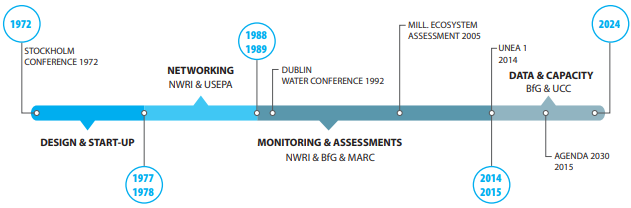 1972
STOCKHOLM
CONFERENCE 1972
DESIGN & START-UP
1977
1978
NETWORKING
NWRI & USEPA
1988
1989
DUBLIN
WATER CONFERENCE 1992
MONITORING & ASSESSMENTS
NWRI & BfG & MARC
MILL. ECOSYSTEM
ASSESSMENT 2005
UNEA 1
2014
2014
2015
DATA & CAPACITY
BfG & UCC
AGENDA 2030
2015
2024